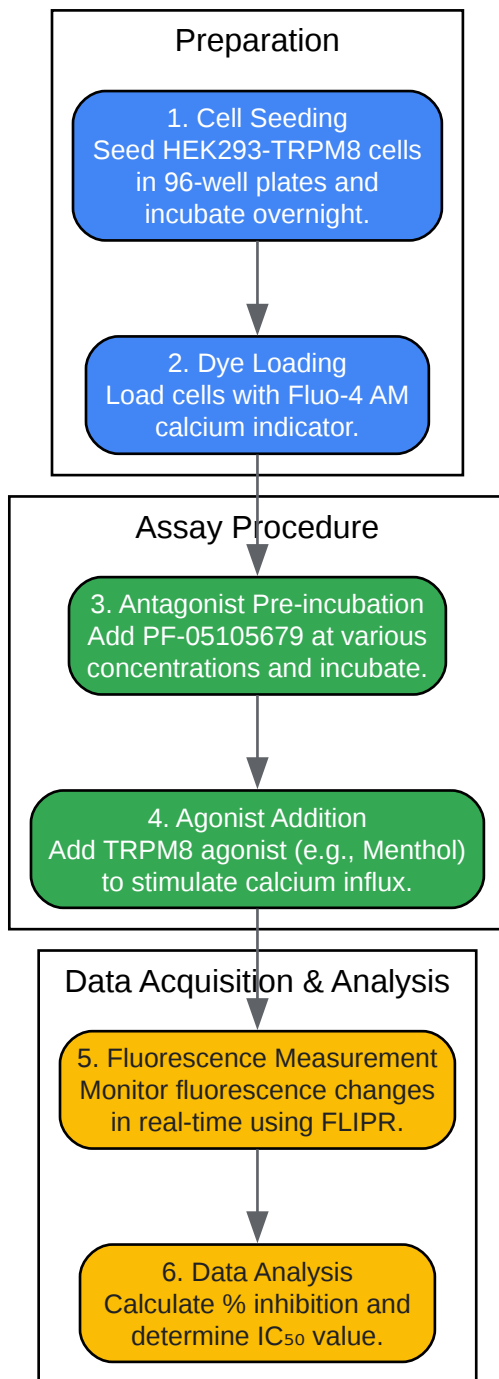 Preparation
1. Cell Seeding
Seed HEK293-TRPM8 cells
in 96-well plates and
incubate overnight.
2. Dye Loading
Load cells with Fluo-4 AM
calcium indicator.
Assay Procedure
3. Antagonist Pre-incubation
Add PF-05105679 at various
concentrations and incubate.
4. Agonist Addition
Add TRPM8 agonist (e.g., Menthol)
to stimulate calcium influx.
Data Acquisition & Analysis
5. Fluorescence Measurement
Monitor fluorescence changes
in real-time using FLIPR.
6. Data Analysis
Calculate % inhibition and
determine IC₅₀ value.